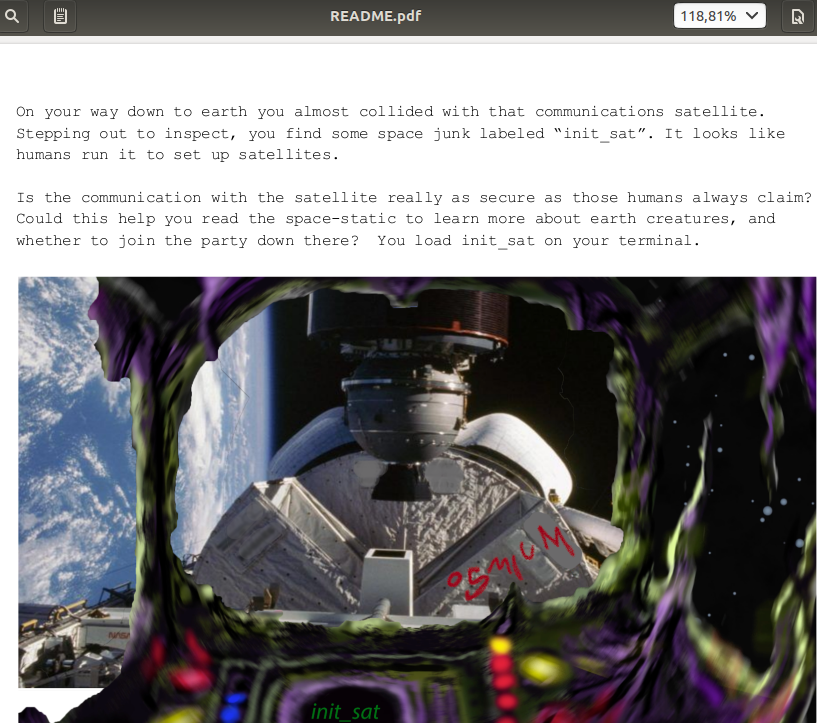 README.pdf
118,81%
On your way down to earth you almost collided with that communications satellite.
Stepping out to inspect, you find some space junk labeled “init_sat”. It looks like
humans run it to set up satellites.
Is the communication with the satellite really as secure as those humans always claim?
Could this help you read the space-static to learn more about earth creatures, and
whether to join the party down there?  You load init_sat on your terminal.
osmium
NASA
init_sat